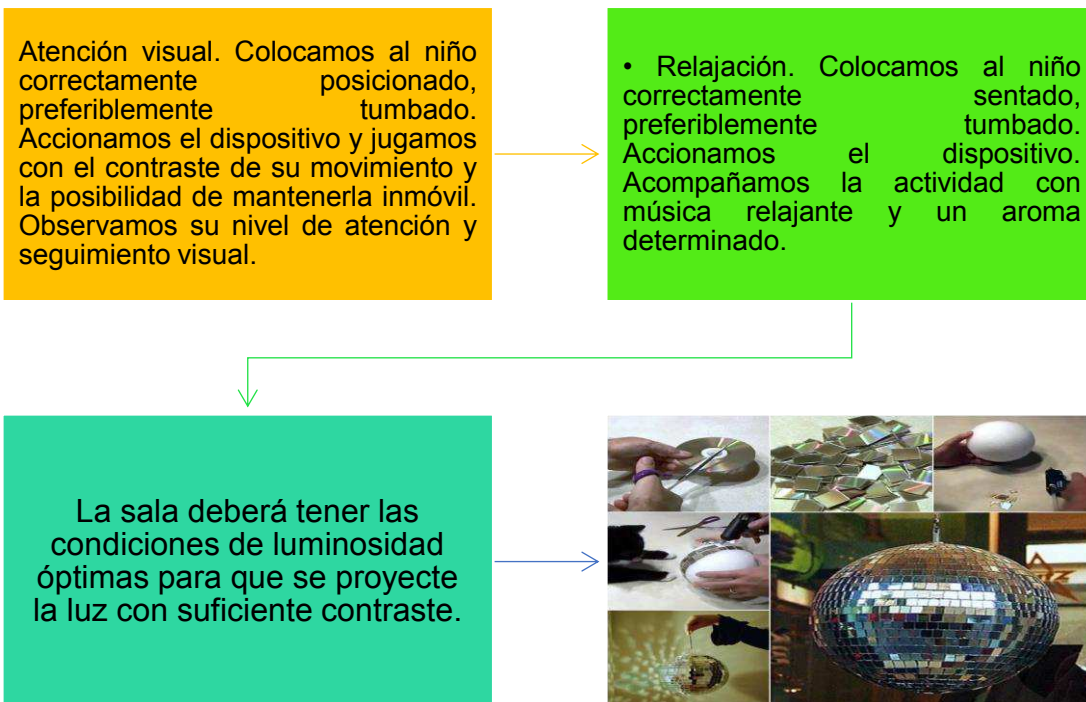 Atención visual. Colocamos al niño
correctamente posicionado,
preferiblemente tumbado.
Accionamos el dispositivo y jugamos
con el contraste de su movimiento y
la posibilidad de mantenerla inmóvil.
Observamos su nivel de atención y
seguimiento visual.
• Relajación. Colocamos al niño
correctamente sentado,
preferiblemente tumbado.
Accionamos el dispositivo.
Acompañamos la actividad con
música relajante y un aroma
determinado.
La sala deberá tener las
condiciones de luminosidad
óptimas para que se proyecte
la luz con suficiente contraste.